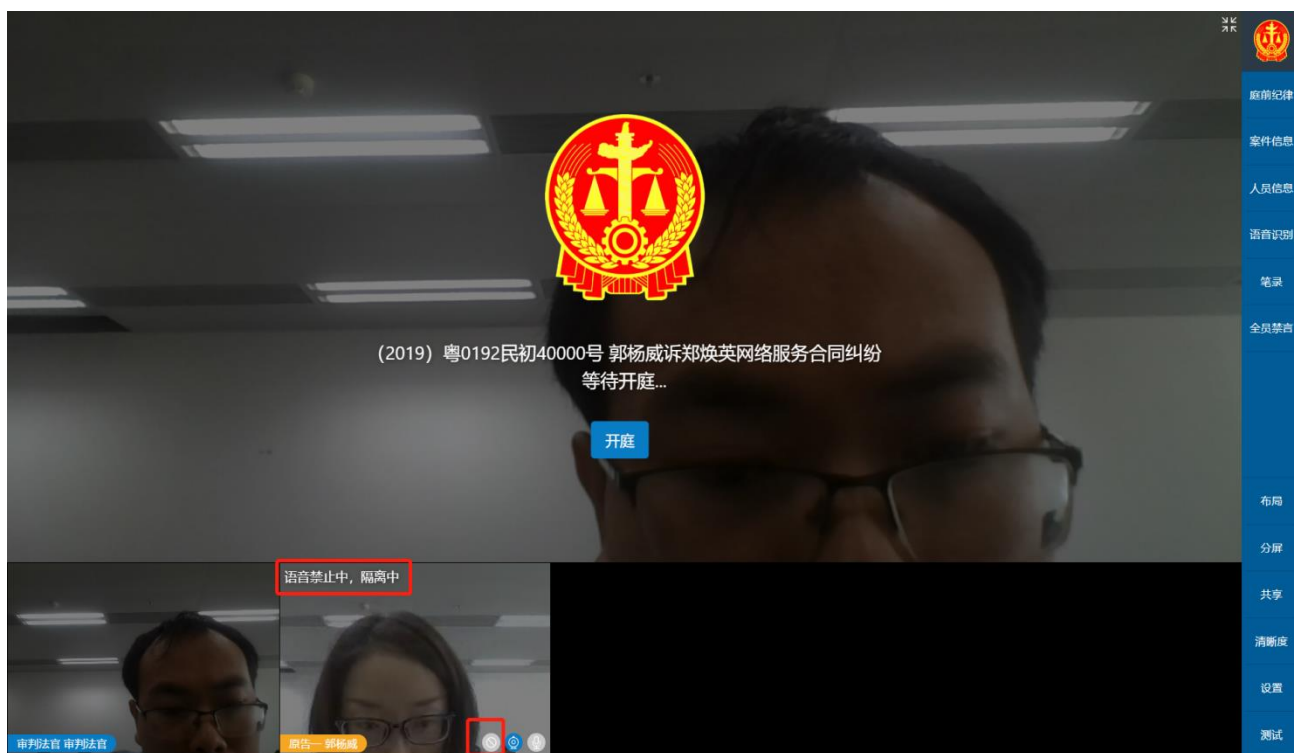 庭前纪律
案件信息
人员信息
语音识别
笔录
全员禁言
（2019）粤0192民初40000号 郭杨威诉郑焕英网络服务合同纠纷
等待开庭...
开庭
布局
分屏
共享
清晰度
设置
测试
语音禁止中，隔离中
审判法官 审判法官
原告一 郭杨威